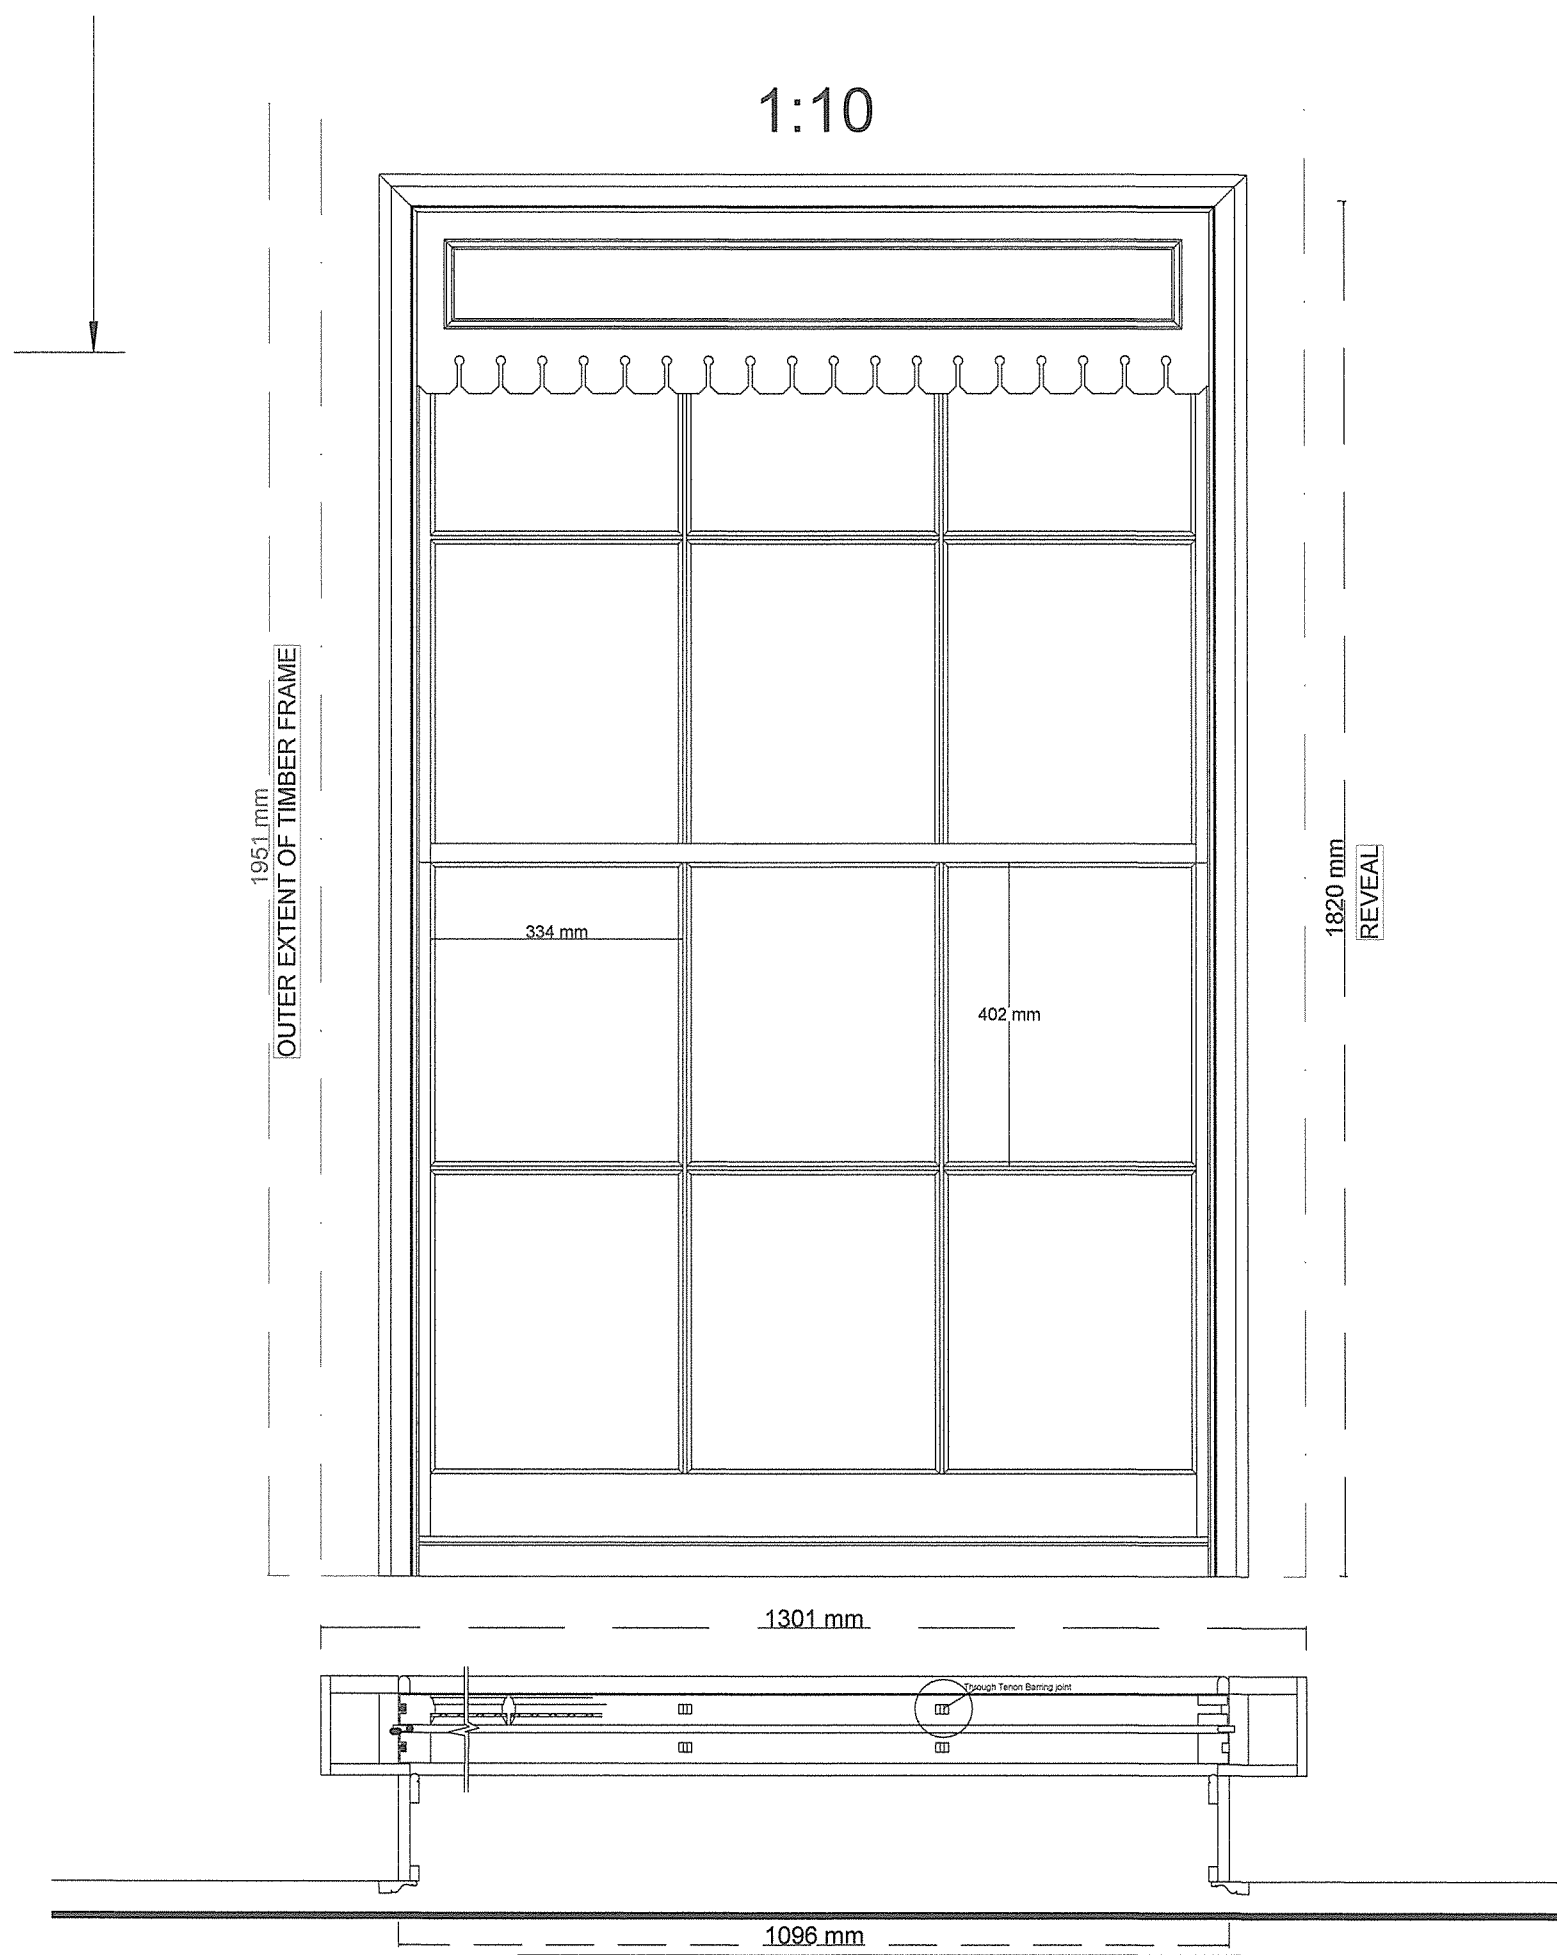 1:10
1951 mm
OUTER EXTENT OF TIMBER FRAME
334 mm
402 mm
1820 mm
REVEAL
1301 mm
Through Tenon Barring joint
1096 mm